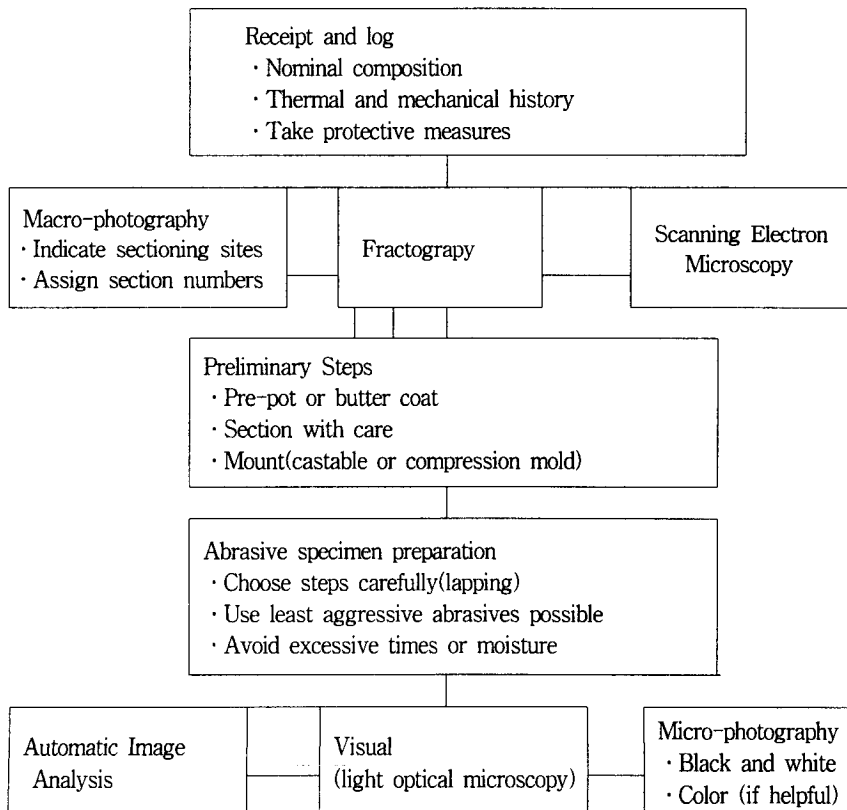 Receipt and log
· Nominal composition
· Thermal and mechanical history
· Take protective measures
Macro-photography
· Indicate sectioning sites
· Assign section numbers
Fractograpy
Scanning Electron
Microscopy
Preliminary Steps
· Pre-pot or butter coat
· Section with care
· Mount(castable or compression mold)
Abrasive specimen preparation
· Choose steps carefully(lapping)
· Use least aggressive abrasives possible
· Avoid excessive times or moisture
Automatic Image
Analysis
Visual
(light optical microscopy)
Micro-photography
· Black and white
· Color (if helpful)